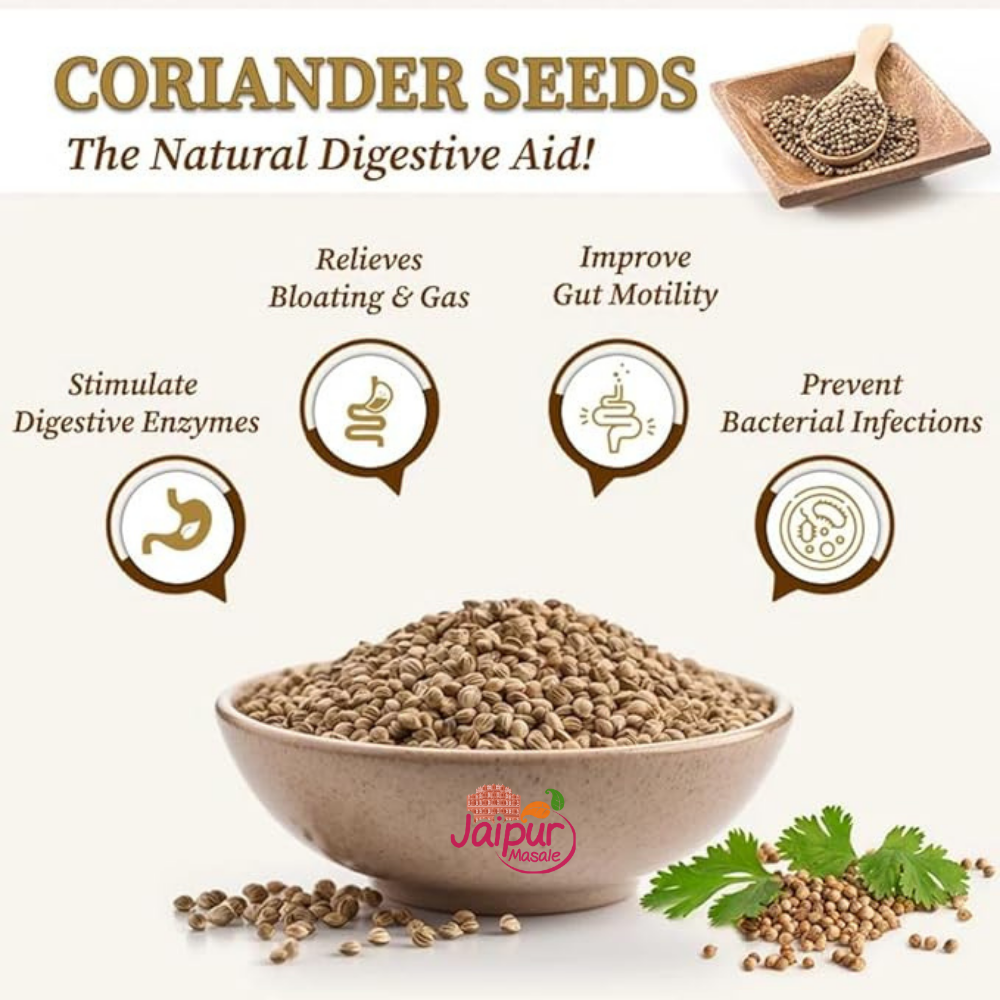 CORIANDER SEEDS
The Natural Digestive Aid!
Relieves
Bloating & Gas
Improve
Gut Motility
Stimulate
Digestive Enzymes
Prevent
Bacterial Infections
Jaipur
Masale